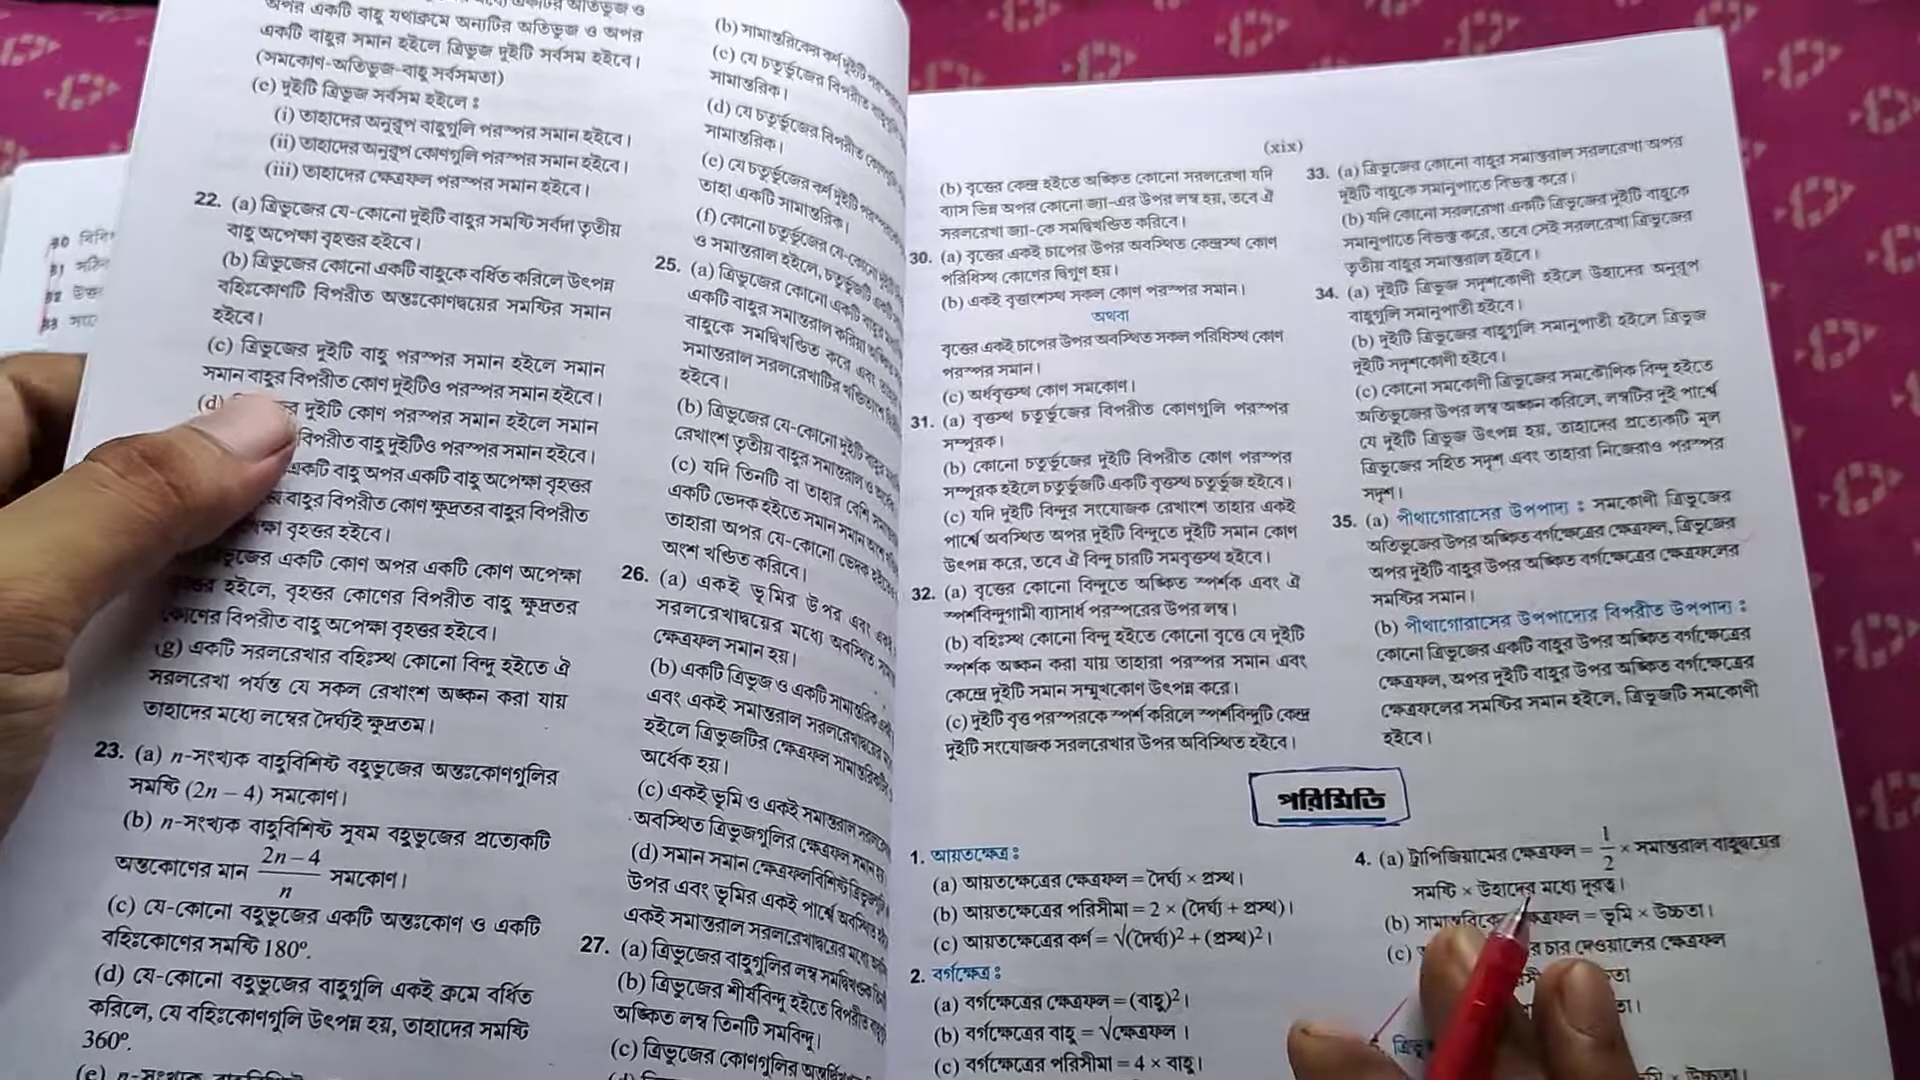 অপর একটি বাহু যথাক্রমে অন্যটির অতিভুজ ও অপর
একটি বাহুর সমান হইলে ত্রিভুজ দুইটি সর্বসম হইবে।
(সমকোণ-অতিভুজ-বাহু সর্বসমতা)
(c) দুইটি ত্রিভুজ সর্বসম হইলে ঃ
(i) তাহাদের অনুরূপ বাহুগুলি পরস্পর সমান হইবে।
(ii) তাহাদের অনুরূপ কোণগুলি পরস্পর সমান হইবে।
(iii) তাহাদের ক্ষেত্রফল পরস্পর সমান হইবে।
22. (a) ত্রিভুজের যে-কোনো দুইটি বাহুর সমষ্টি সর্বদা তৃতীয়
বাহু অপেক্ষা বৃহত্তর হইবে।
(b) ত্রিভুজের কোনো একটি বাহুকে বর্ধিত করিলে উৎপন্ন
বহিঃকোণটি বিপরীত অন্তঃকোণদ্বয়ের সমষ্টির সমান
হইবে।
(c) ত্রিভুজের দুইটি বাহু পরস্পর সমান হইলে সমান
সমান বাহুর বিপরীত কোণ দুইটিও পরস্পর সমান হইবে।
(d) দুইটি কোণ পরস্পর সমান হইলে সমান
বিপরীত বাহু দুইটিও পরস্পর সমান হইবে।
একটি বাহু অপর একটি বাহু অপেক্ষা বৃহত্তর
বাহুর বিপরীত কোণ ক্ষুদ্রতর বাহুর বিপরীত
বৃহত্তর হইবে।
একটি কোণ অপর একটি কোণ অপেক্ষা
হইলে, বৃহত্তর কোণের বিপরীত বাহু ক্ষুদ্রতর
কোণের বিপরীত বাহু অপেক্ষা বৃহত্তর হইবে।
(g) একটি সরলরেখার বহিঃস্থ কোনো বিন্দু হইতে ঐ
সরলরেখা পর্যন্ত যে সকল রেখাংশ অঙ্কন করা যায়
তাহাদের মধ্যে লম্বের দৈর্ঘ্যই ক্ষুদ্রতম।
23. (a) n-সংখ্যক বাহুবিশিষ্ট বহুভুজের অন্তঃকোণগুলির
সমষ্টি (2n – 4) সমকোণ।
(b) n-সংখ্যক বাহুবিশিষ্ট সুষম বহুভুজের প্রত্যেকটি
অন্তকোণের মান (2n – 4)/n সমকোণ।
(c) যে-কোনো বহুভুজের একটি অন্তঃকোণ ও একটি
বহিঃকোণের সমষ্টি 180°.
(d) যে-কোনো বহুভুজের বাহুগুলি একই ক্রমে বর্ধিত
করিলে, যে বহিঃকোণগুলি উৎপন্ন হয়, তাহাদের সমষ্টি
360°.
(b) সামান্তরিকের কর্ণ দুইটি
(c) যে চতুর্ভুজের বিপরীত
সামান্তরিক।
(d) যে চতুর্ভুজের বিপরীত
সামান্তরিক।
(e) যে চতুর্ভুজের কর্ণ দুইটি
তাহা একটি সামান্তরিক।
(f) কোনো চতুর্ভুজের যে-কোনো
ও সমান্তরাল হইলে, চতুর্ভুজটি
25. (a) ত্রিভুজের কোনো একটি বাহুর
একটি বাহুর সমান্তরাল করিয়া
বাহুকে সমদ্বিখণ্ডিত করে এবং
সমান্তরাল সরলরেখাটির
হইবে।
(b) ত্রিভুজের যে-কোনো দুইটি
রেখাংশ তৃতীয় বাহুর সমান্তরাল ও
(c) যদি তিনটি বা তাহার বেশি
একটি ভেদক হইতে সমান সমান অংশ
তাহারা অপর যে-কোনো ভেদক হইতেও
অংশ খণ্ডিত করিবে।
26. (a) একই ভূমির উপর এবং একই
সরলরেখাদ্বয়ের মধ্যে অবস্থিত
ক্ষেত্রফল সমান হয়।
(b) একটি ত্রিভুজ ও একটি সামান্তরিক
এবং একই সমান্তরাল সরলরেখাদ্বয়ের
হইলে ত্রিভুজটির ক্ষেত্রফল
অর্ধেক হয়।
(c) একই ভূমি ও একই সমান্তরাল
অবস্থিত ত্রিভুজগুলির ক্ষেত্রফল সমান হয়
(d) সমান সমান ক্ষেত্রফলবিশিষ্ট
উপর এবং ভূমির একই পার্শ্বে অবস্থিত
একই সমান্তরাল সরলরেখাদ্বয়ের মধ্যে
27. (a) ত্রিভুজের বাহুগুলির লম্ব
(b) ত্রিভুজের শীর্ষবিন্দু হইতে বিপরীত
অঙ্কিত লম্ব তিনটি সমবিন্দু।
(c) ত্রিভুজের কোণগুলির
(xix)
(b) বৃত্তের কেন্দ্র হইতে অঙ্কিত কোনো সরলরেখা যদি
ব্যাস ভিন্ন অপর কোনো জ্যা-এর উপর লম্ব হয়, তবে ঐ
সরলরেখা জ্যা-কে সমদ্বিখণ্ডিত করিবে।
30. (a) বৃত্তের একই চাপের উপর অবস্থিত কেন্দ্রস্থ কোণ
পরিধিস্থ কোণের দ্বিগুণ হয়।
(b) একই বৃত্তাংশস্থ সকল কোণ পরস্পর সমান।
অথবা
বৃত্তের একই চাপের উপর অবস্থিত সকল পরিধিস্থ কোণ
পরস্পর সমান।
(c) অর্ধবৃত্তস্থ কোণ সমকোণ।
31. (a) বৃত্তস্থ চতুর্ভুজের বিপরীত কোণগুলি পরস্পর
সম্পূরক।
(b) কোনো চতুর্ভুজের দুইটি বিপরীত কোণ পরস্পর
সম্পূরক হইলে চতুর্ভুজটি একটি বৃত্তস্থ চতুর্ভুজ হইবে।
(c) যদি দুইটি বিন্দুর সংযোজক রেখাংশ তাহার একই
পার্শ্বে অবস্থিত অপর দুইটি বিন্দুতে দুইটি সমান কোণ
উৎপন্ন করে, তবে ঐ বিন্দু চারটি সমবৃত্তস্থ হইবে।
32. (a) বৃত্তের কোনো বিন্দুতে অঙ্কিত স্পর্শক এবং ঐ
স্পর্শবিন্দুগামী ব্যাসার্ধ পরস্পরের উপর লম্ব।
(b) বহিঃস্থ কোনো বিন্দু হইতে কোনো বৃত্তে যে দুইটি
স্পর্শক অঙ্কন করা যায় তাহারা পরস্পর সমান এবং
কেন্দ্রে দুইটি সমান সম্মুখকোণ উৎপন্ন করে।
(c) দুইটি বৃত্ত পরস্পরকে স্পর্শ করিলে স্পর্শবিন্দুটি কেন্দ্র
দুইটি সংযোজক সরলরেখার উপর অবিস্থিত হইবে।
33. (a) ত্রিভুজের কোনো বাহুর সমান্তরাল সরলরেখা অপর
দুইটি বাহুকে সমানুপাতে বিভক্ত করে।
(b) যদি কোনো সরলরেখা একটি ত্রিভুজের দুইটি বাহুকে
সমানুপাতে বিভক্ত করে, তবে সেই সরলরেখা ত্রিভুজের
তৃতীয় বাহুর সমান্তরাল হইবে।
34. (a) দুইটি ত্রিভুজ সদৃশকোণী হইলে উহাদের অনুরূপ
বাহুগুলি সমানুপাতী হইবে।
(b) দুইটি ত্রিভুজের বাহুগুলি সমানুপাতী হইলে ত্রিভুজ
দুইটি সদৃশকোণী হইবে।
(c) কোনো সমকোণী ত্রিভুজের সমকৌণিক বিন্দু হইতে
অতিভুজের উপর লম্ব অঙ্কন করিলে, লম্বটির দুই পার্শ্বে
যে দুইটি ত্রিভুজ উৎপন্ন হয়, তাহাদের প্রত্যেকটি মূল
ত্রিভুজের সহিত সদৃশ এবং তাহারা নিজেরাও পরস্পর
সদৃশ।
35. (a) পীথাগোরাসের উপপাদ্য : সমকোণী ত্রিভুজের
অতিভুজের উপর অঙ্কিত বর্গক্ষেত্রের ক্ষেত্রফল, ত্রিভুজের
অপর দুইটি বাহুর উপর অঙ্কিত বর্গক্ষেত্রের ক্ষেত্রফলের
সমষ্টির সমান।
(b) পীথাগোরাসের উপপাদ্যের বিপরীত উপপাদ্য :
কোনো ত্রিভুজের একটি বাহুর উপর অঙ্কিত বর্গক্ষেত্রের
ক্ষেত্রফল, অপর দুইটি বাহুর উপর অঙ্কিত বর্গক্ষেত্রের
ক্ষেত্রফলের সমষ্টির সমান হইলে, ত্রিভুজটি সমকোণী
হইবে।
পরিমিতি
1. আয়তক্ষেত্র ঃ
(a) আয়তক্ষেত্রের ক্ষেত্রফল = দৈর্ঘ্য × প্রস্থ।
(b) আয়তক্ষেত্রের পরিসীমা = 2 × (দৈর্ঘ্য + প্রস্থ)।
(c) আয়তক্ষেত্রের কর্ণ = √(দৈর্ঘ্য)² + (প্রস্থ)²।
2. বর্গক্ষেত্র ঃ
(a) বর্গক্ষেত্রের ক্ষেত্রফল = (বাহু)²।
(b) বর্গক্ষেত্রের বাহু = √ক্ষেত্রফল ।
(c) বর্গক্ষেত্রের পরিসীমা = 4 × বাহু।
4. (a) ট্রাপিজিয়ামের ক্ষেত্রফল = 1/2 × সমান্তরাল বাহুদ্বয়ের
সমষ্টি × উহাদের মধ্যে দূরত্ব।
(b) সামান্তরিকের ক্ষেত্রফল = ভূমি × উচ্চতা।
(c) চার দেওয়ালের ক্ষেত্রফল